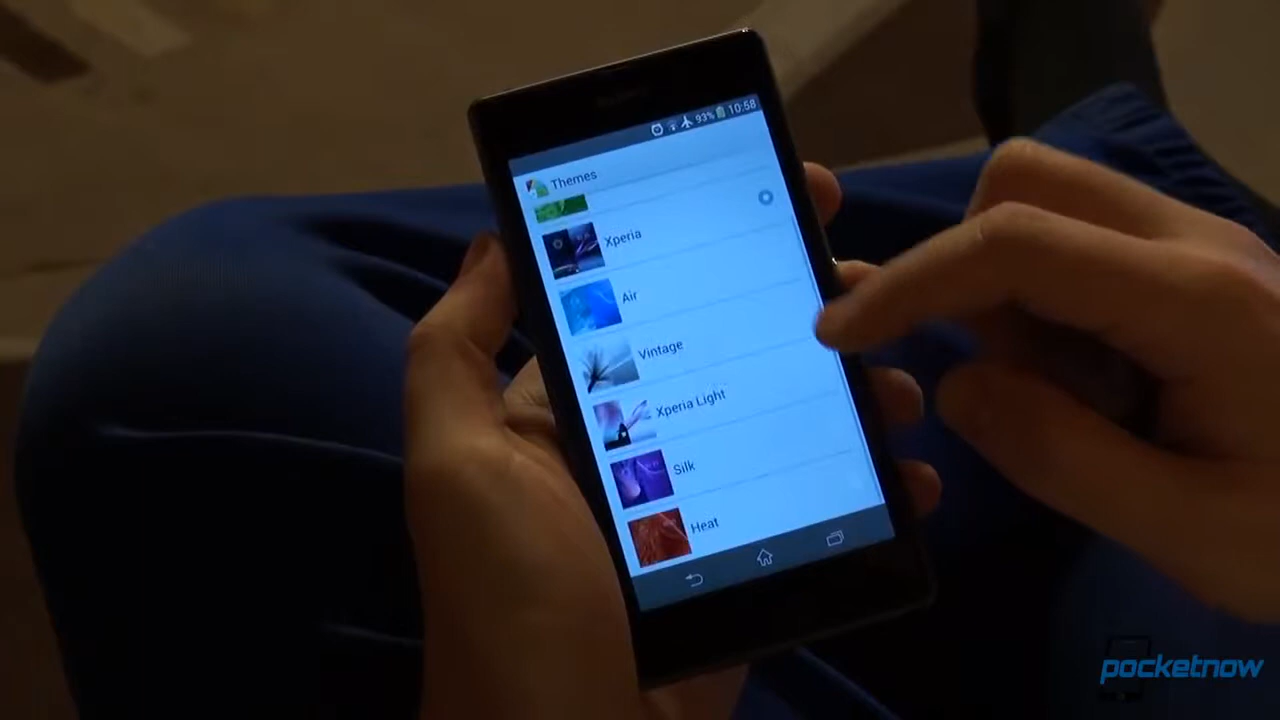 93% 10:58
Themes
Xperia
Air
Vintage
Xperia Light
Silk
Heat
pocketnow